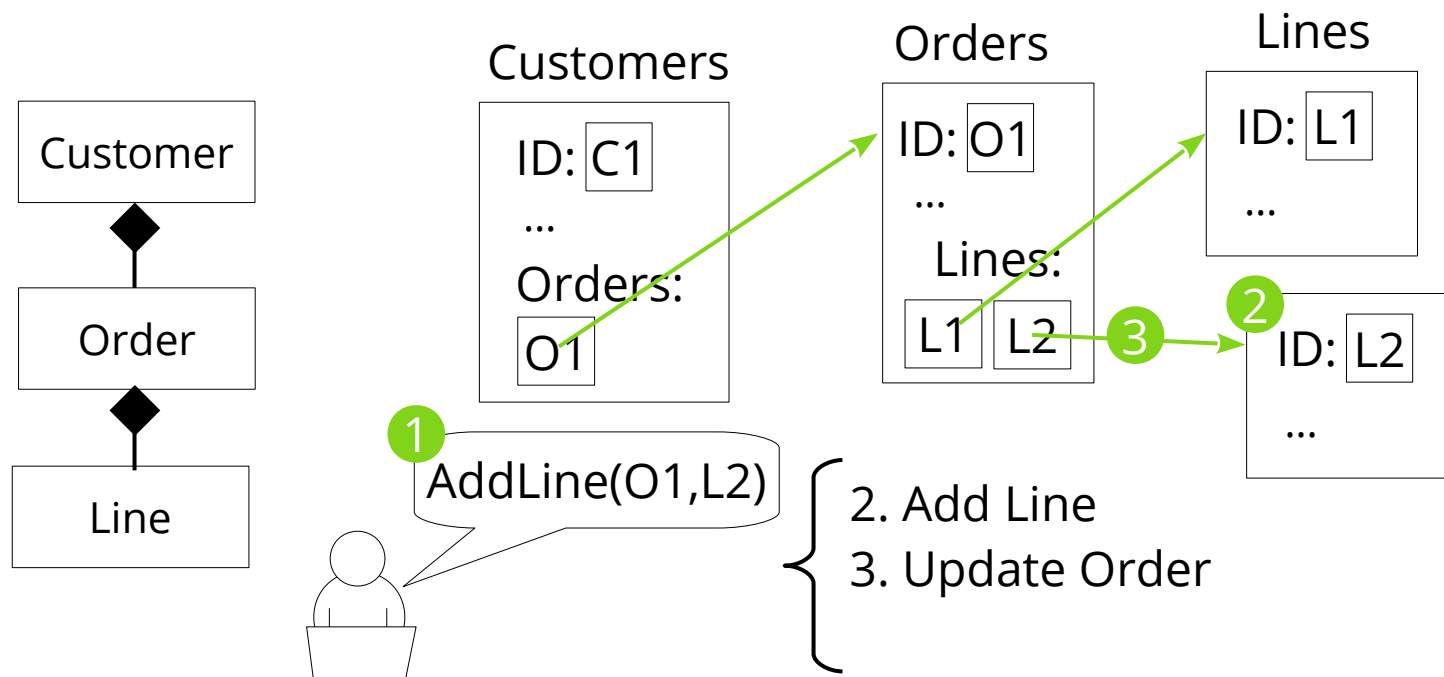 Customer
Order
Line
Customers
ID: C1
...
Orders:
O1
Orders
ID: O1
...
Lines:
L1 L2
Lines
ID: L1
...
3
2
ID: L2
...
1
AddLine(O1,L2)
2. Add Line
3. Update Order